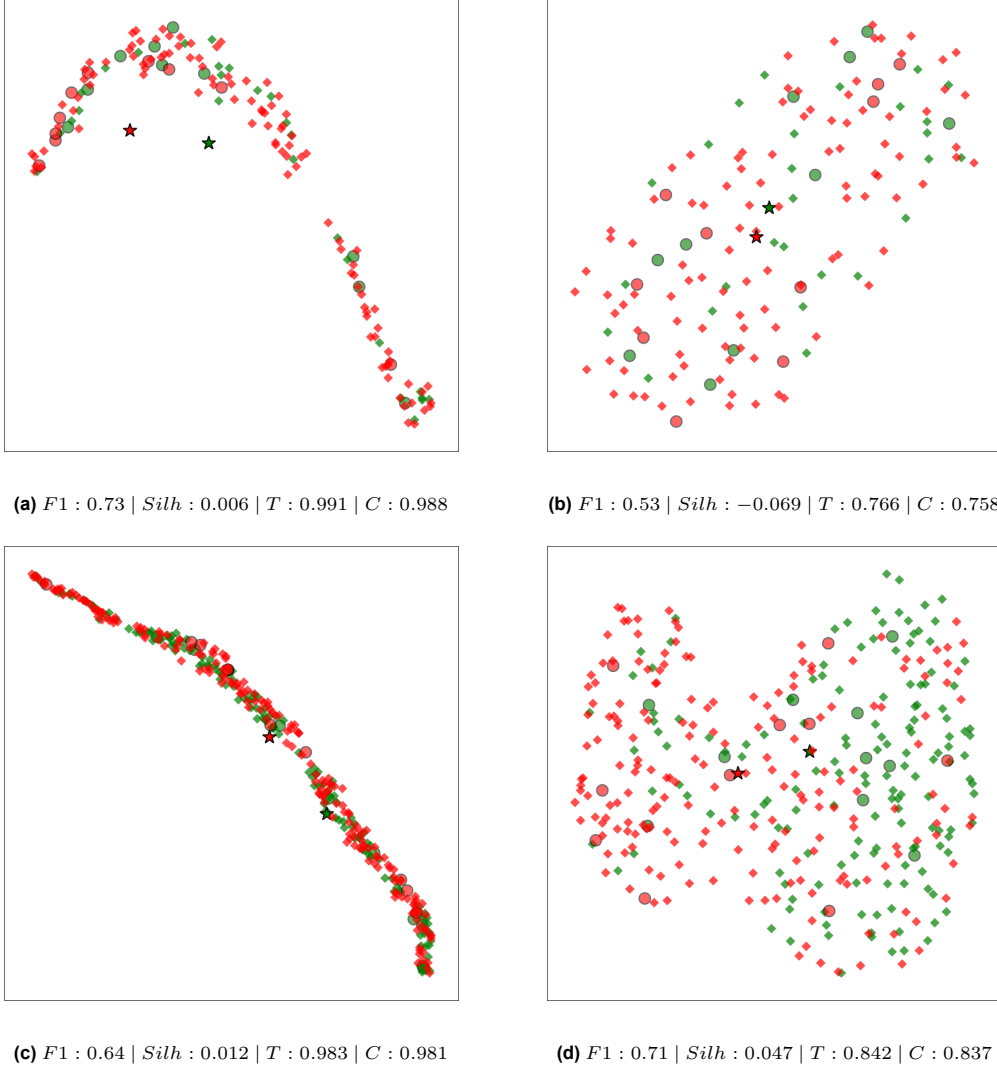 (a) F1 : 0.73 | Silh : 0.006 | T : 0.991 | C : 0.988
(b) F1 : 0.53 | Silh : −0.069 | T : 0.766 | C : 0.758
(c) F1 : 0.64 | Silh : 0.012 | T : 0.983 | C : 0.981
(d) F1 : 0.71 | Silh : 0.047 | T : 0.842 | C : 0.837